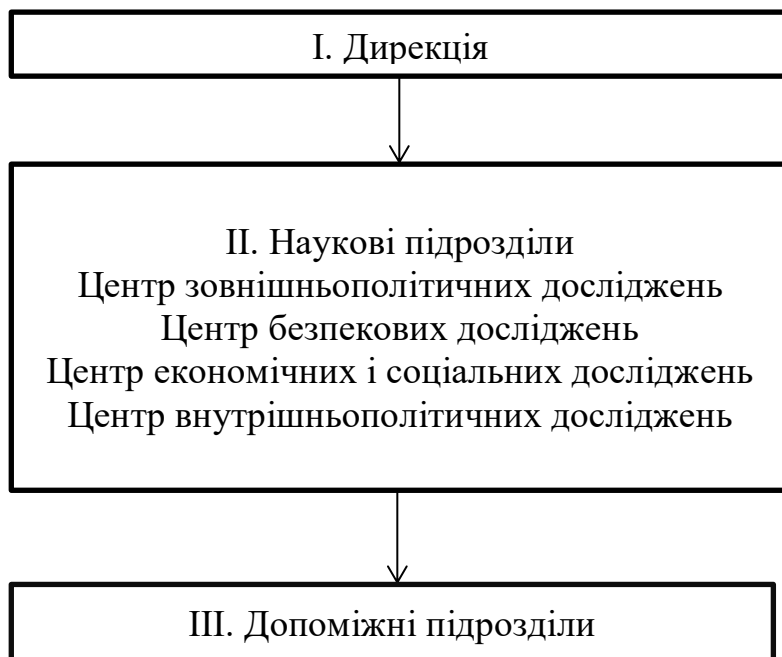 I. Дирекція
II. Наукові підрозділи
Центр зовнішньополітичних досліджень
Центр безпекових досліджень
Центр економічних і соціальних досліджень
Центр внутрішньополітичних досліджень
III. Допоміжні підрозділи